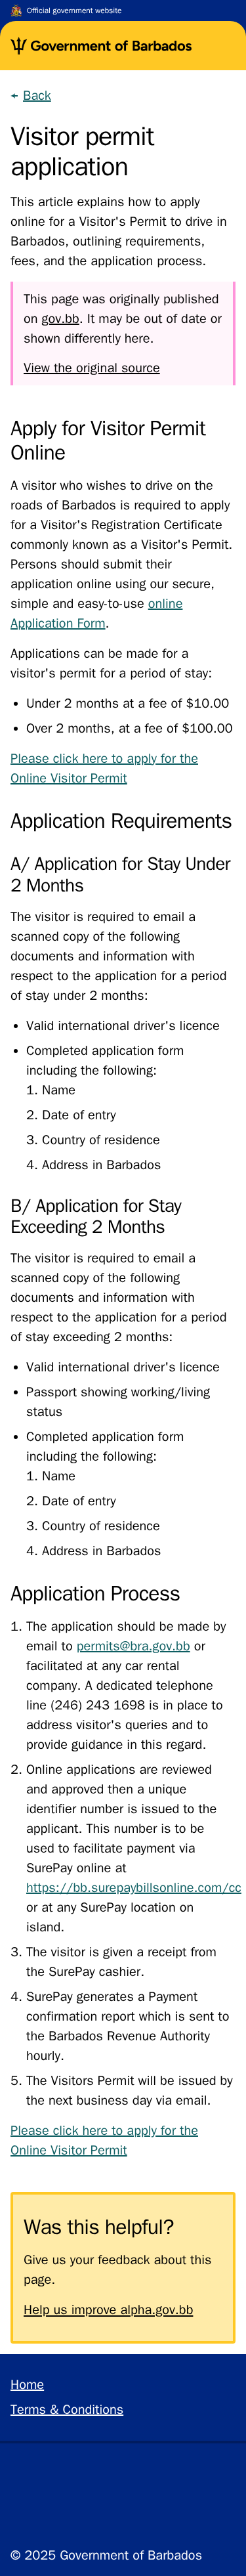 Official government website
Government of Barbados
← Back
Visitor permit
application
This article explains how to apply
online for a Visitor's Permit to drive in
Barbados, outlining requirements,
fees, and the application process.
This page was originally published
on gov.bb. It may be out of date or
shown differently here.
View the original source
Apply for Visitor Permit
Online
A visitor who wishes to drive on the
roads of Barbados is required to apply
for a Visitor's Registration Certificate
commonly known as a Visitor's Permit.
Persons should submit their
application online using our secure,
simple and easy-to-use online
Application Form.
Applications can be made for a
visitor's permit for a period of stay:
• Under 2 months at a fee of $10.00
• Over 2 months, at a fee of $100.00
Please click here to apply for the
Online Visitor Permit
Application Requirements
A/ Application for Stay Under
2 Months
The visitor is required to email a
scanned copy of the following
documents and information with
respect to the application for a period
of stay under 2 months:
• Valid international driver's licence
• Completed application form
including the following:
1. Name
2. Date of entry
3. Country of residence
4. Address in Barbados
B/ Application for Stay
Exceeding 2 Months
The visitor is required to email a
scanned copy of the following
documents and information with
respect to the application for a period
of stay exceeding 2 months:
• Valid international driver's licence
• Passport showing working/living
status
• Completed application form
including the following:
1. Name
2. Date of entry
3. Country of residence
4. Address in Barbados
Application Process
1. The application should be made by
email to permits@bra.gov.bb or
facilitated at any car rental
company. A dedicated telephone
line (246) 243 1698 is in place to
address visitor's queries and to
provide guidance in this regard.
2. Online applications are reviewed
and approved then a unique
identifier number is issued to the
applicant. This number is to be
used to facilitate payment via
SurePay online at
https://bb.surepaybillsonline.com/cc
or at any SurePay location on
island.
3. The visitor is given a receipt from
the SurePay cashier.
4. SurePay generates a Payment
confirmation report which is sent to
the Barbados Revenue Authority
hourly.
5. The Visitors Permit will be issued by
the next business day via email.
Please click here to apply for the
Online Visitor Permit
Was this helpful?
Give us your feedback about this
page.
Help us improve alpha.gov.bb
Home
Terms & Conditions
© 2025 Government of Barbados